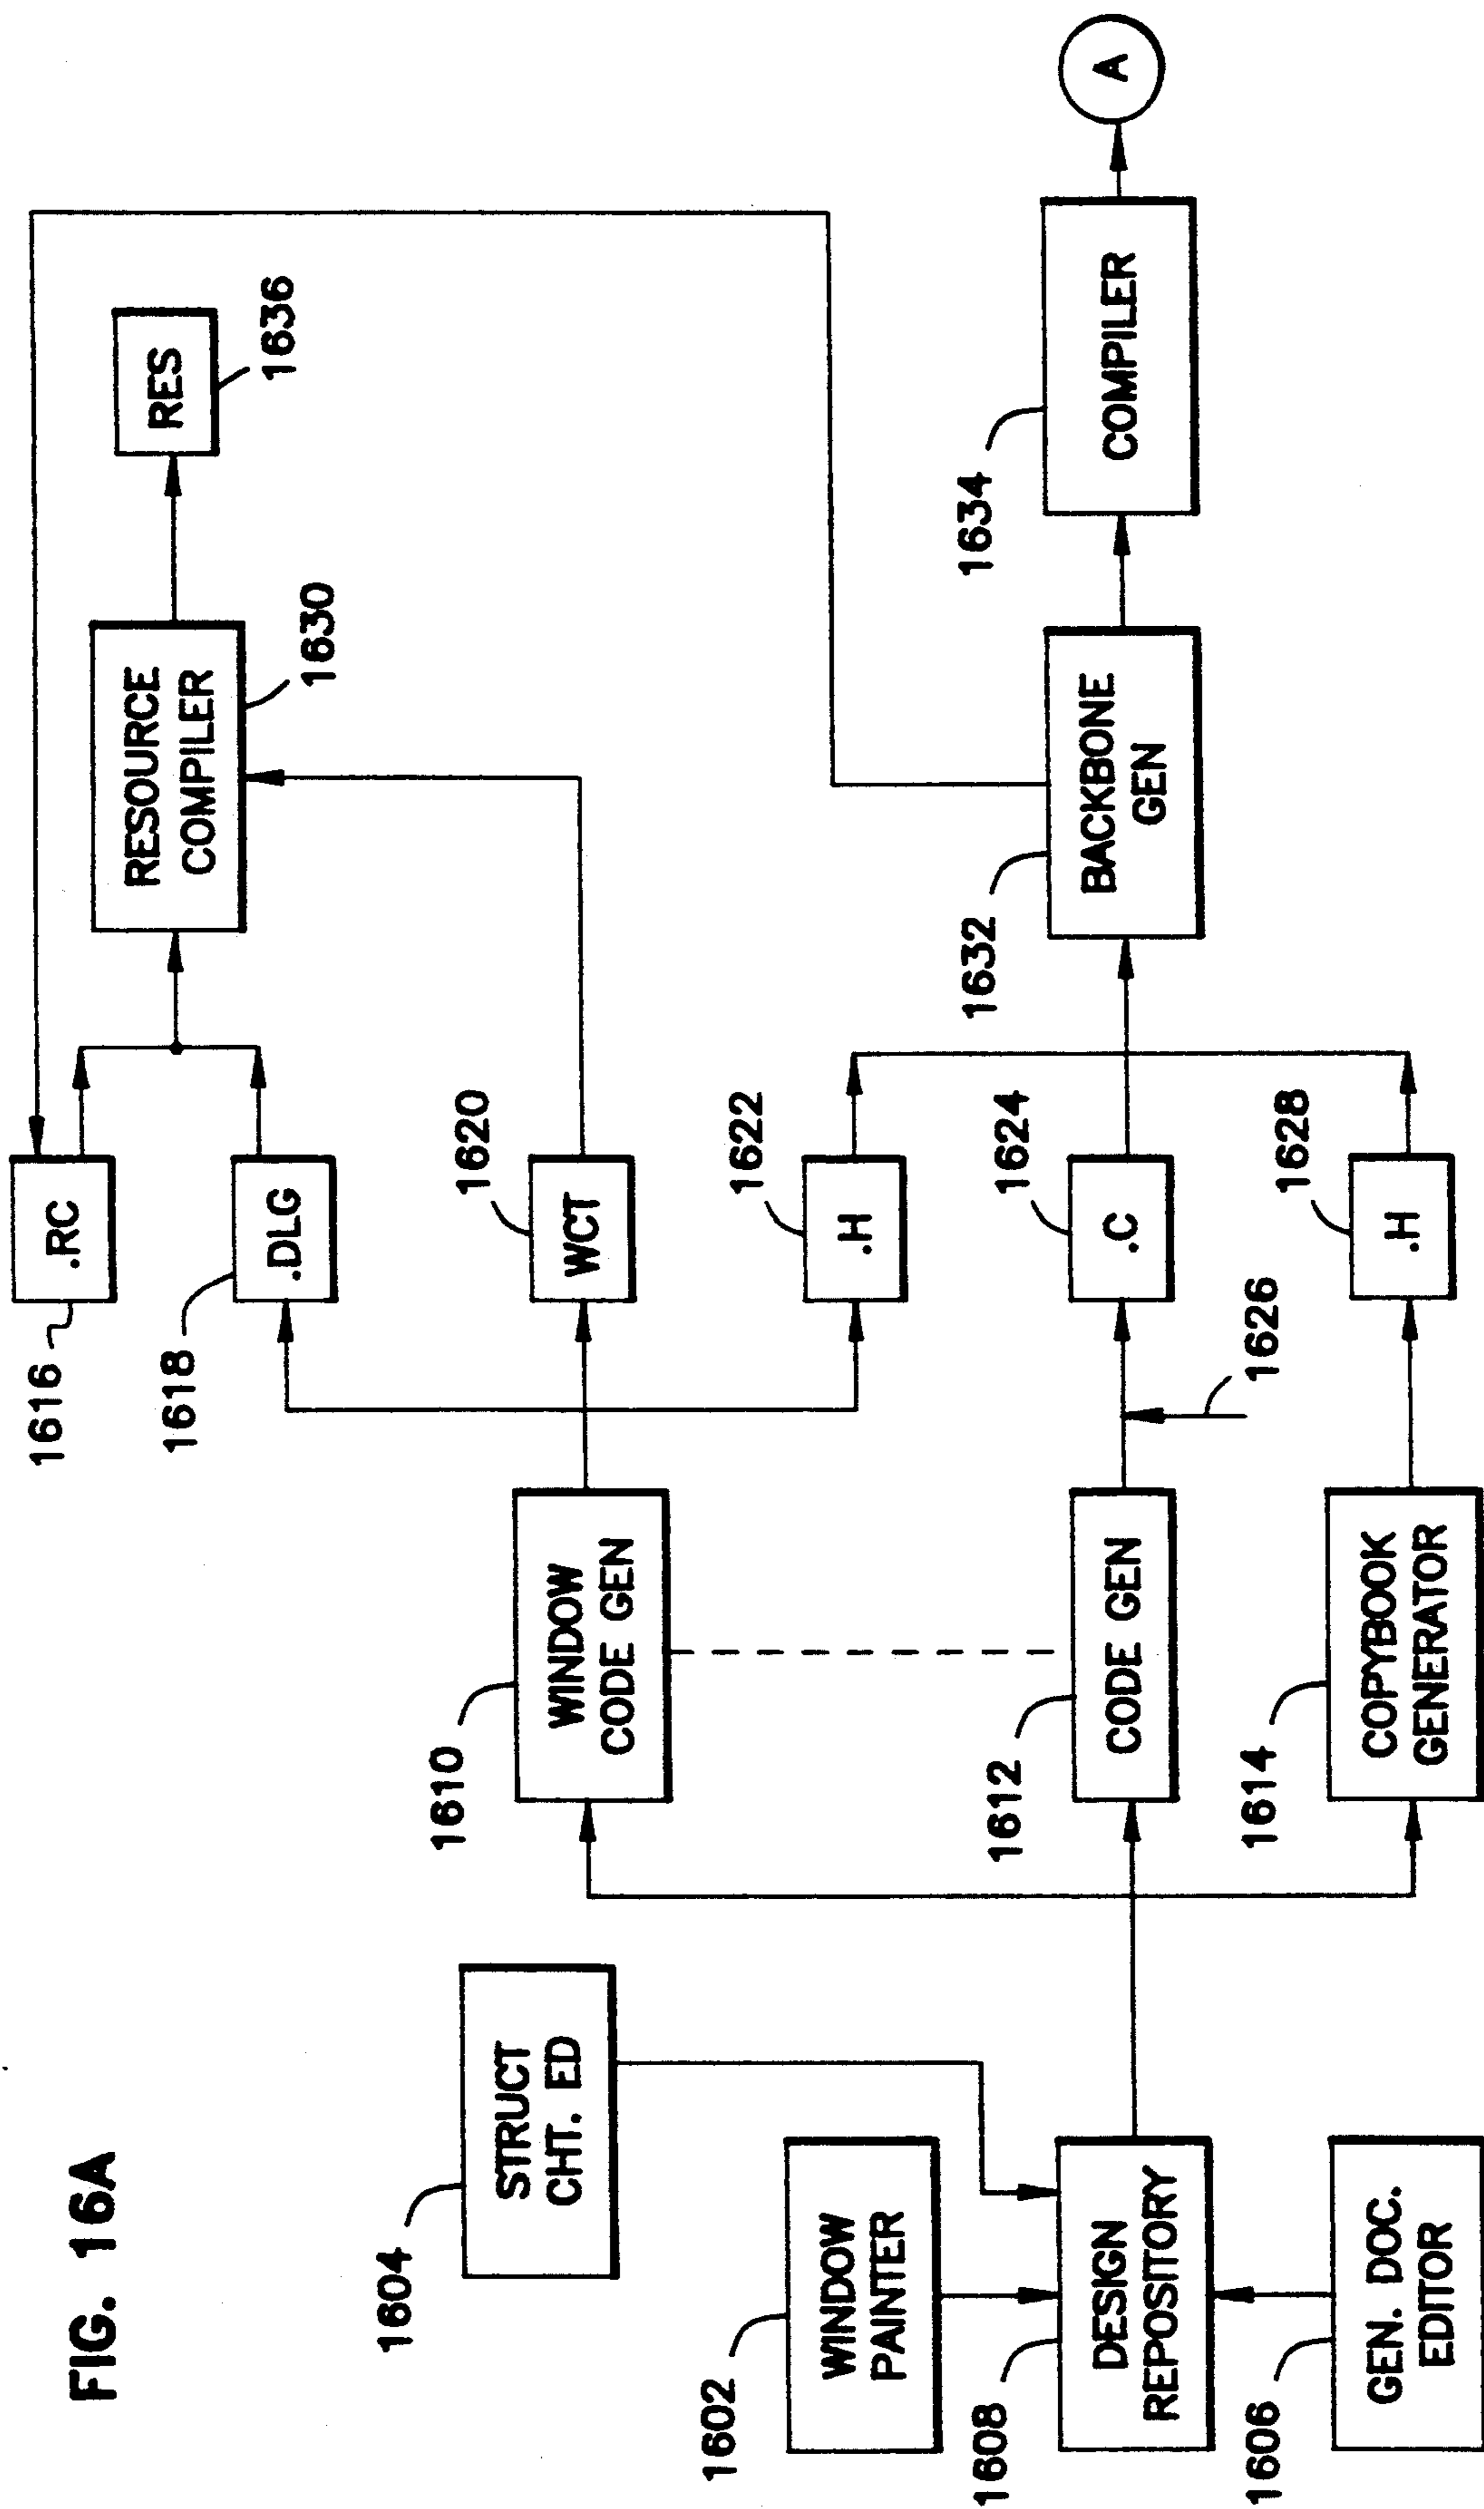 FIG. 16A
1604
STRUCT
CHT. ED
1602
WINDOW
PAINTER
1608
DESIGN
REPOSITORY
1606
GEN. DOC.
EDITOR
1610
WINDOW
CODE GEN
1612
CODE GEN
1614
COPYBOOK
GENERATOR
1616
.RC
1618
.DLG
1620
WCT
1622
.H
1624
.C
1626
1628
.H
RESOURCE
COMPILER
1630
RES
1636
1632
BACKBONE
GEN
1634
COMPILER
A